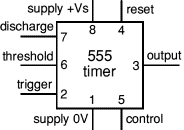 supply +Vs
reset
discharge
8
4
7
threshold
555
output
6
3
timer
trigger
2
1
5
supply 0V
control